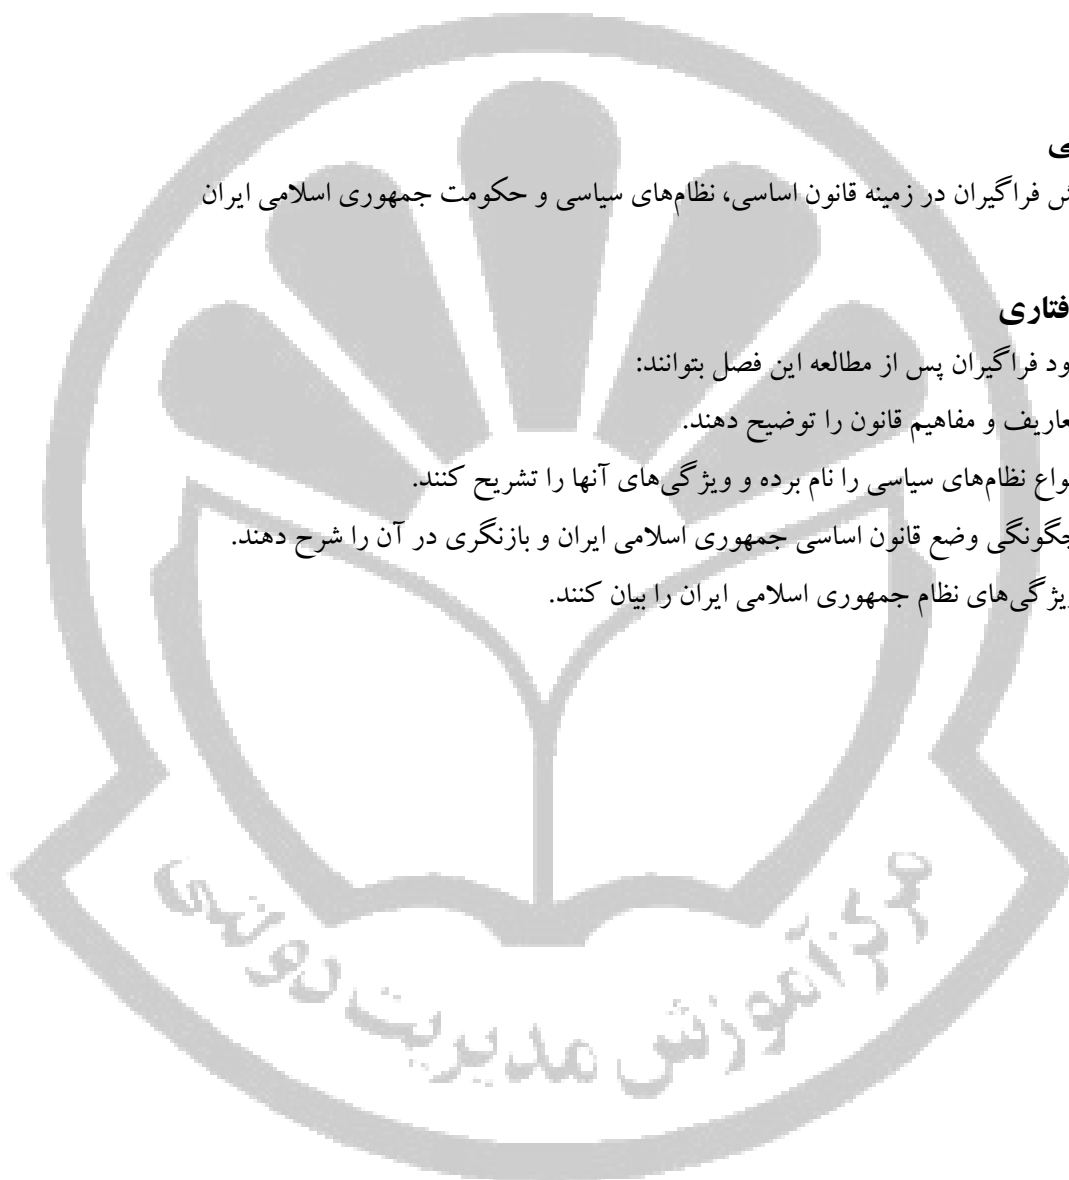 ی
ش فراگیران در زمینه قانون اساسی، نظام‌های سیاسی و حکومت جمهوری اسلامی ایران
فتاری
ود فراگیران پس از مطالعه این فصل بتوانند:
عاریف و مفاهیم قانون را توضیح دهند.
واع نظام‌های سیاسی را نام برده و ویژگی‌های آنها را تشریح کنند.
چگونگی وضع قانون اساسی جمهوری اسلامی ایران و بازنگری در آن را شرح دهند.
یژگی‌های نظام جمهوری اسلامی ایران را بیان کنند.
مرکز آموزش مدیریت دولتی